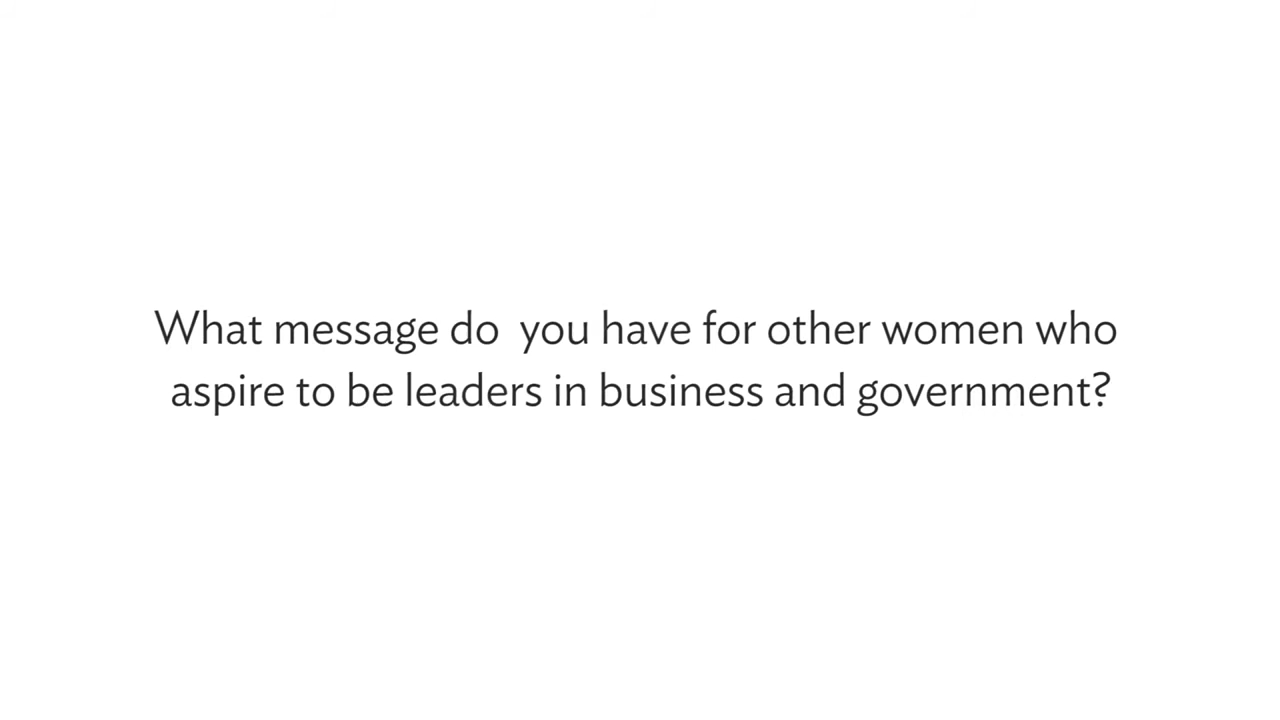 What message do  you have for other women who
aspire to be leaders in business and government?